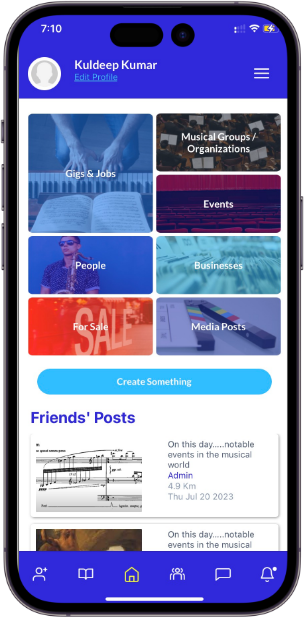 7:10
Kuldeep Kumar
Edit Profile
Gigs & Jobs
Musical Groups /
Organizations
Events
People
Businesses
For Sale
SALE
Media Posts
Create Something
Friends' Posts
On this day.....notable
events in the musical
world
Admin
4.9 Km
Thu Jul 20 2023
On this day.....notable
events in the musical